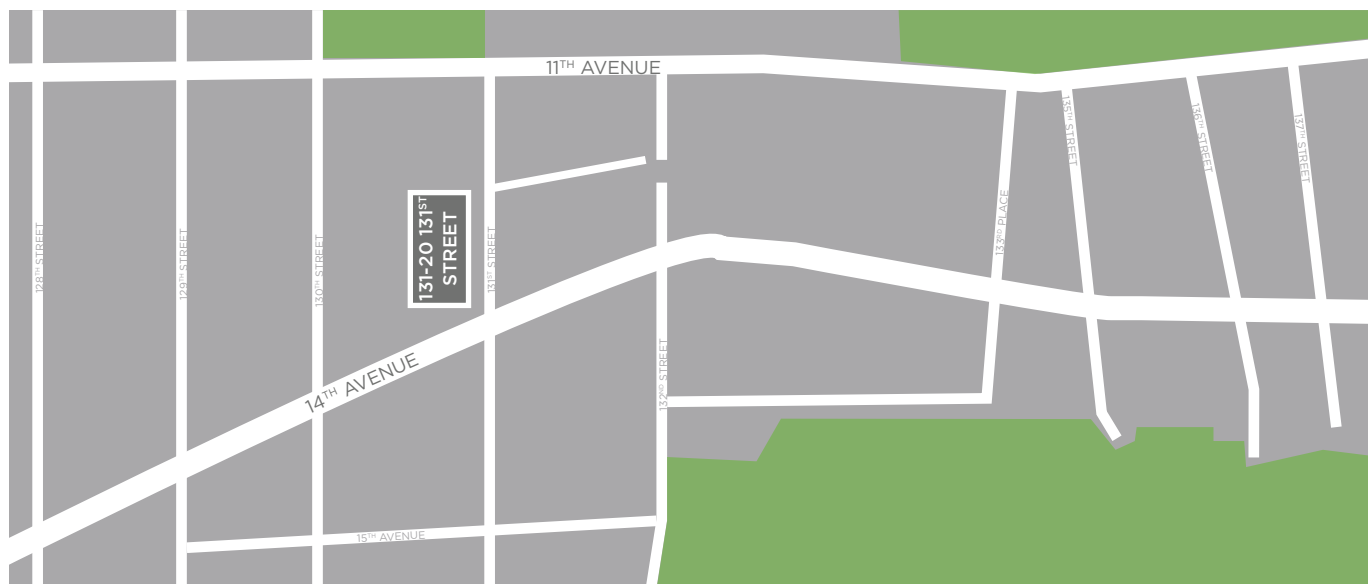 11TH AVENUE
128TH STREET
129TH STREET
130TH STREET
131-20 131ST
STREET
131ST STREET
132ND STREET
133RD PLACE
135TH STREET
136TH STREET
137TH STREET
14TH AVENUE
15TH AVENUE